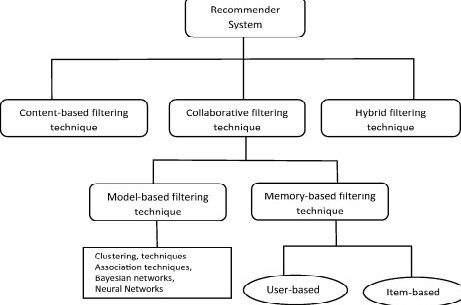 Recommender
System
Content-based filtering
technique
Collaborative filtering
technique
Hybrid filtering
technique
Model-based filtering
technique
Memory-based filtering
technique
Clustering, techniques
Association techniques,
Bayesian networks,
Neural Networks
User-based
Item-based